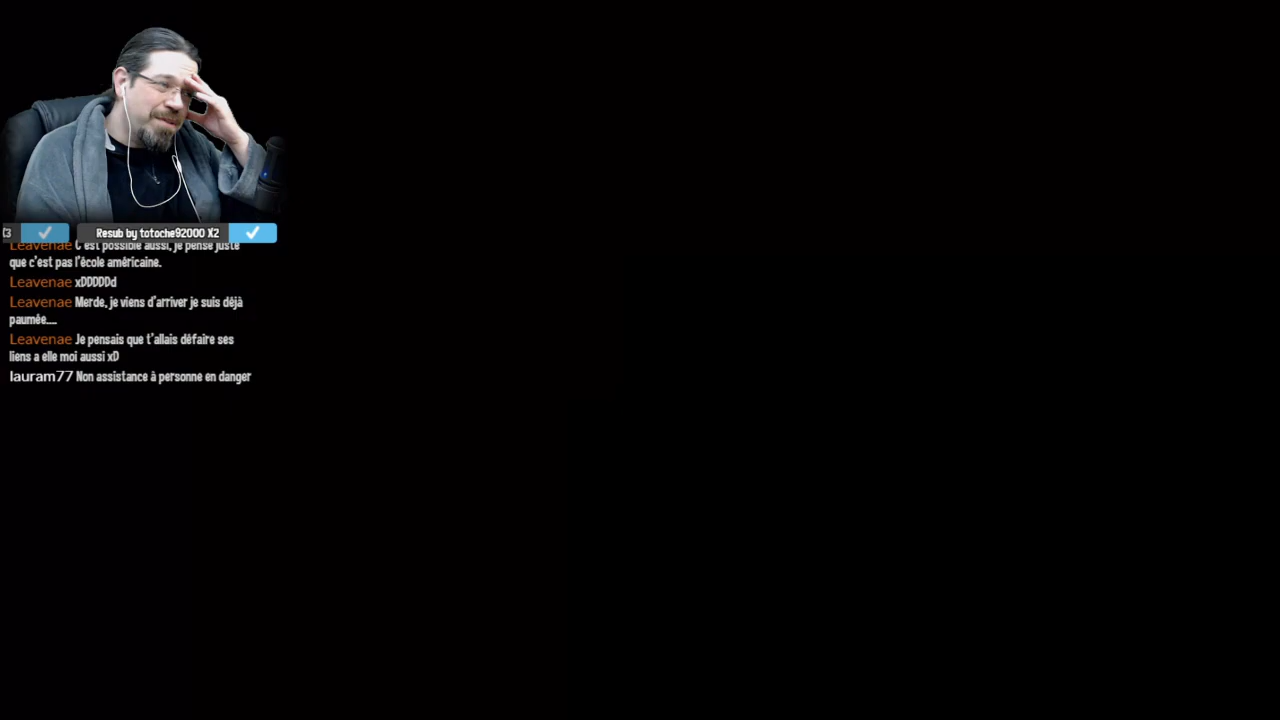 t3
Resub by totoche92000 X2
Leavenae C'est possible aussi, je pense juste
que c'est pas l'école américaine.
Leavenae xDDDDDd
Leavenae Merde, je viens d'arriver je suis déjà
paumée....
Leavenae Je pensais que t'allais défaire ses
liens a elle moi aussi xD
lauram77 Non assistance à personne en danger